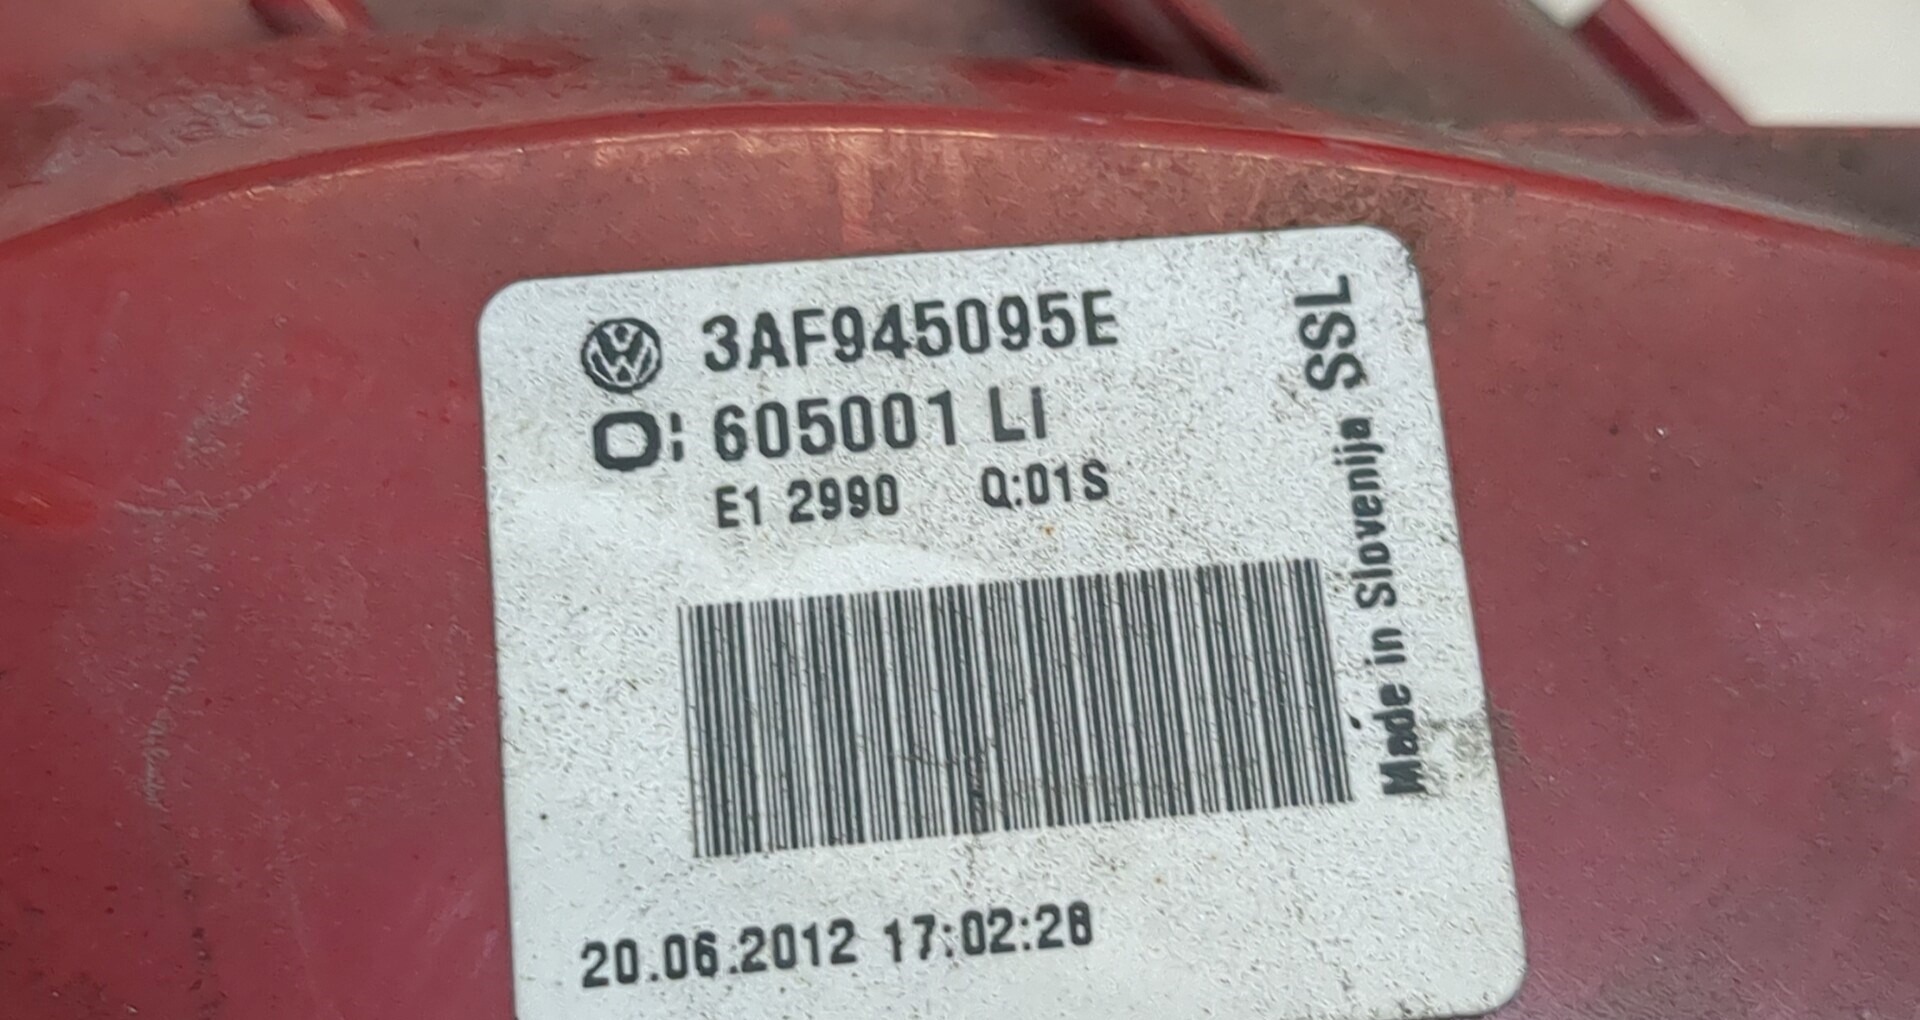 3AF945095E
O: 605001 Li
E1 2990 Q:01S
20.06.2012 17:02:28
Made in Slovenija SSL